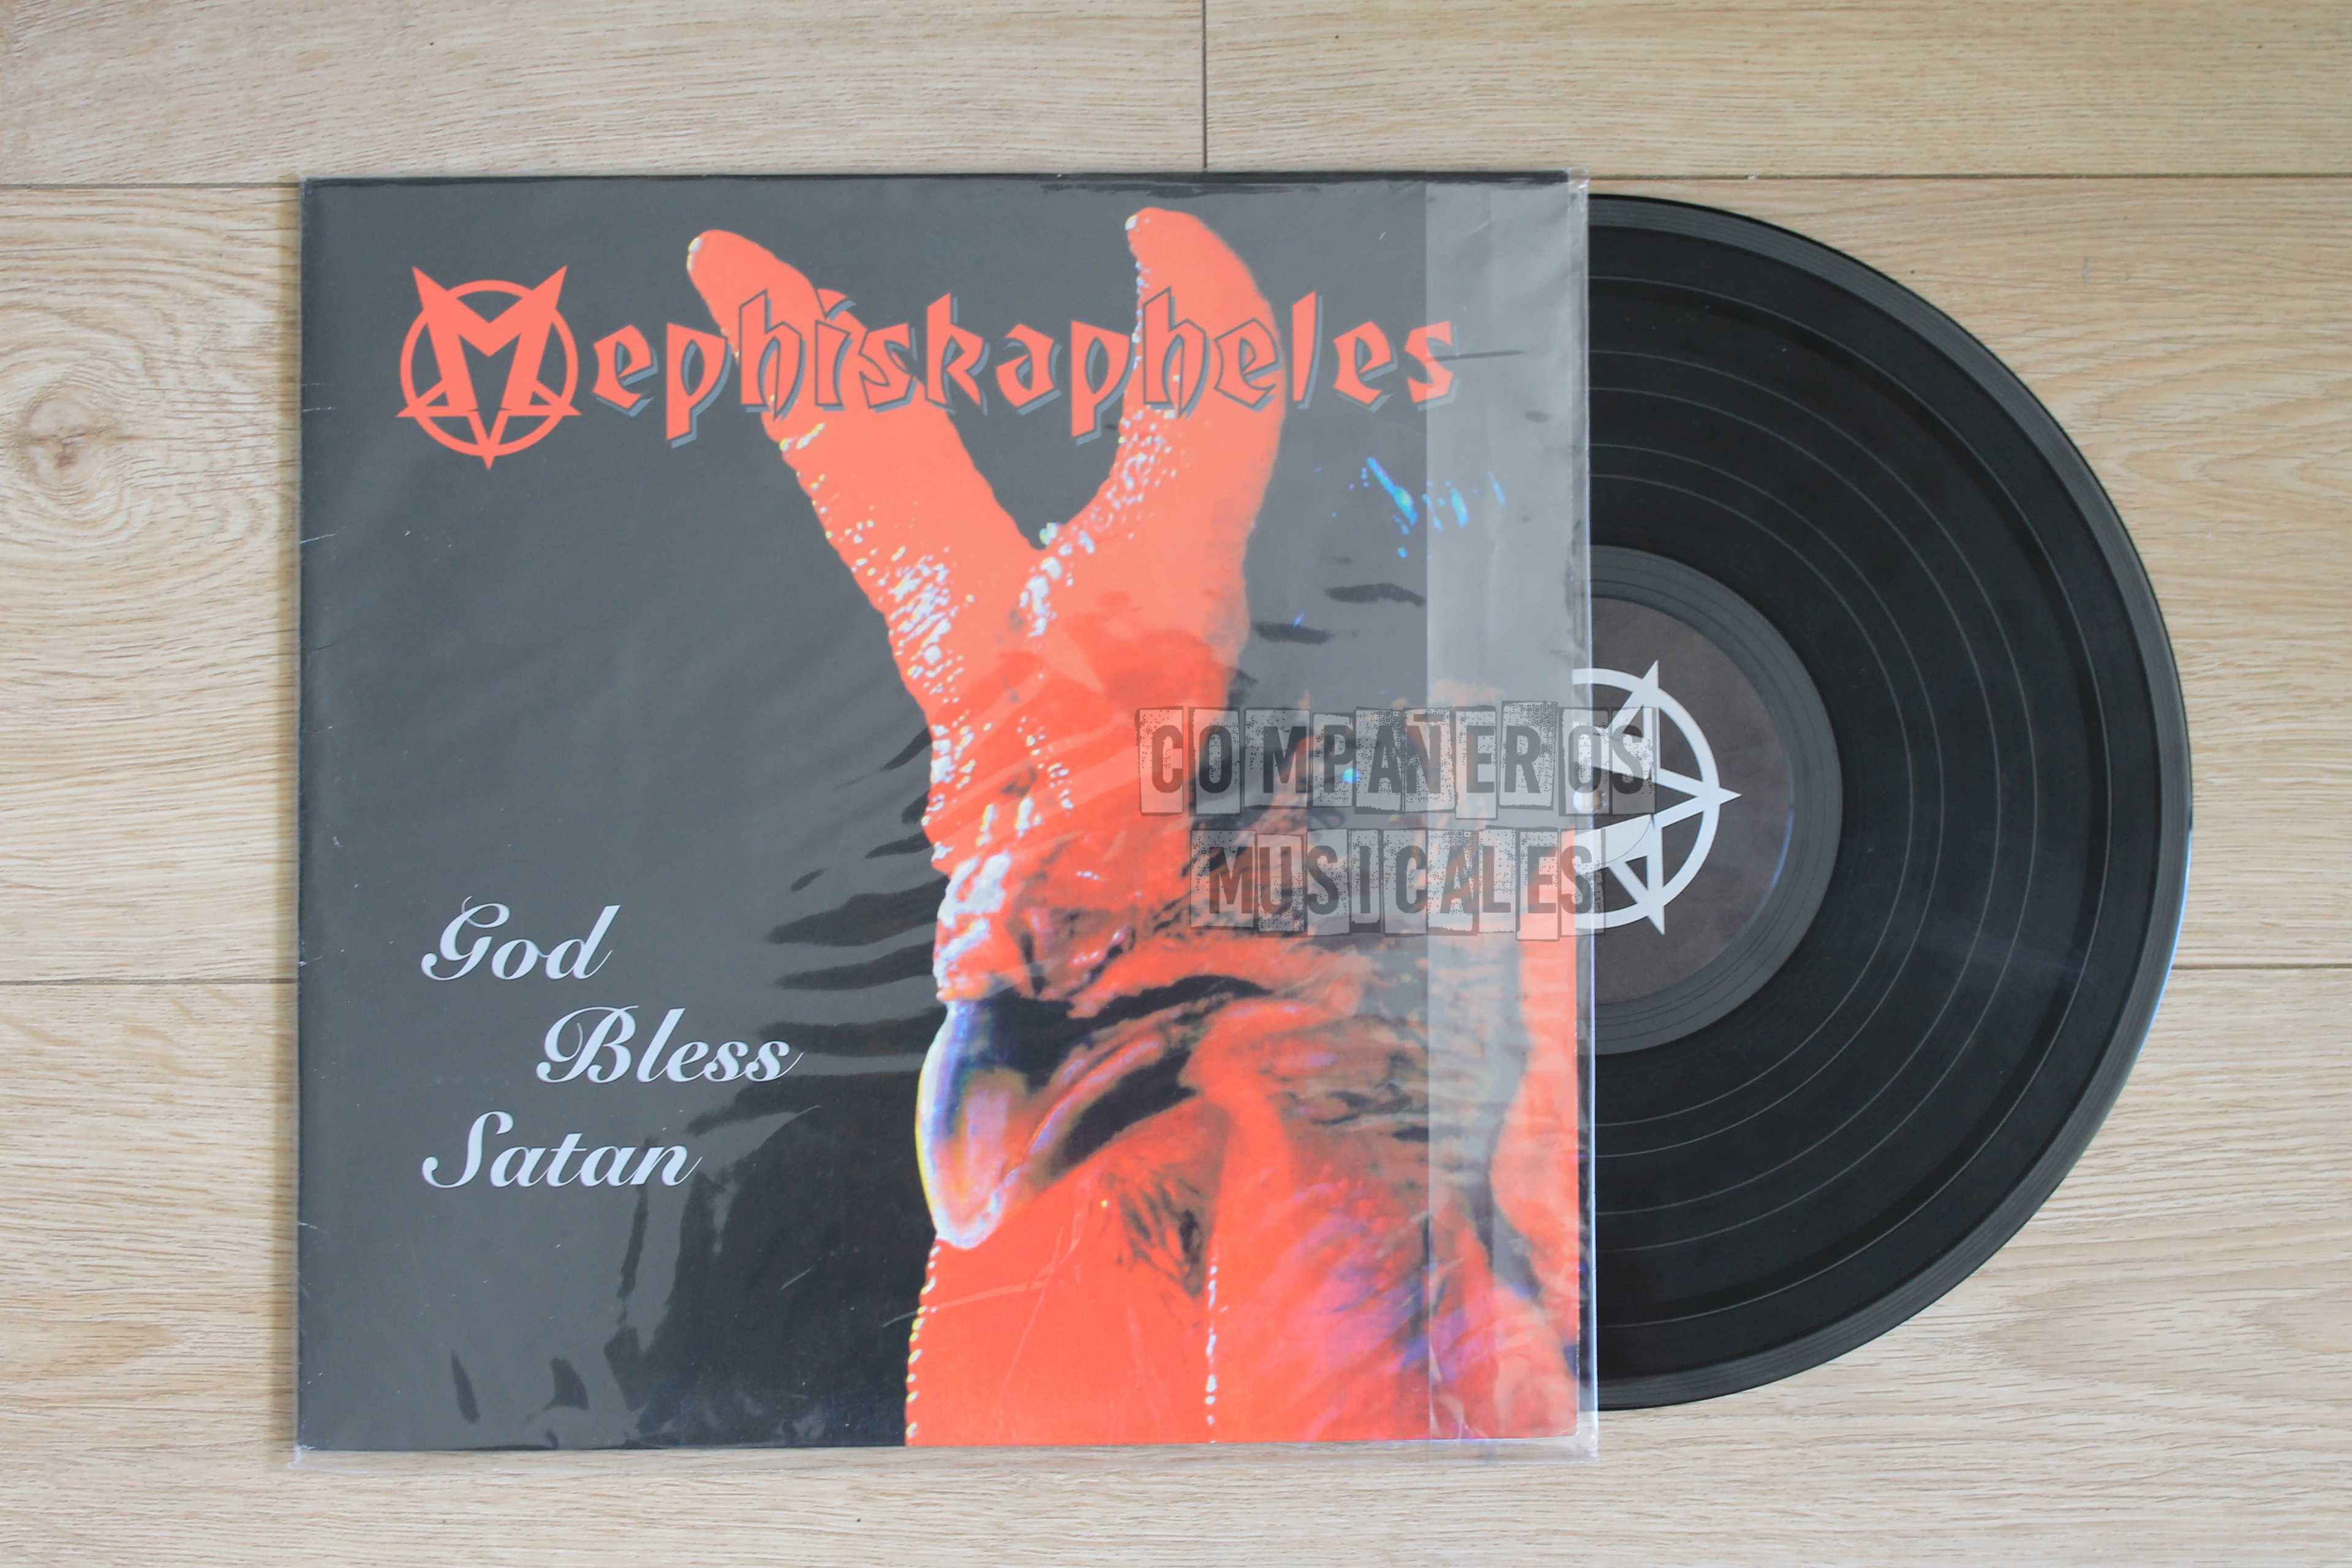 Mephiskapheles
COMPAÑEROS
MUSICALES
God
Bless
Satan